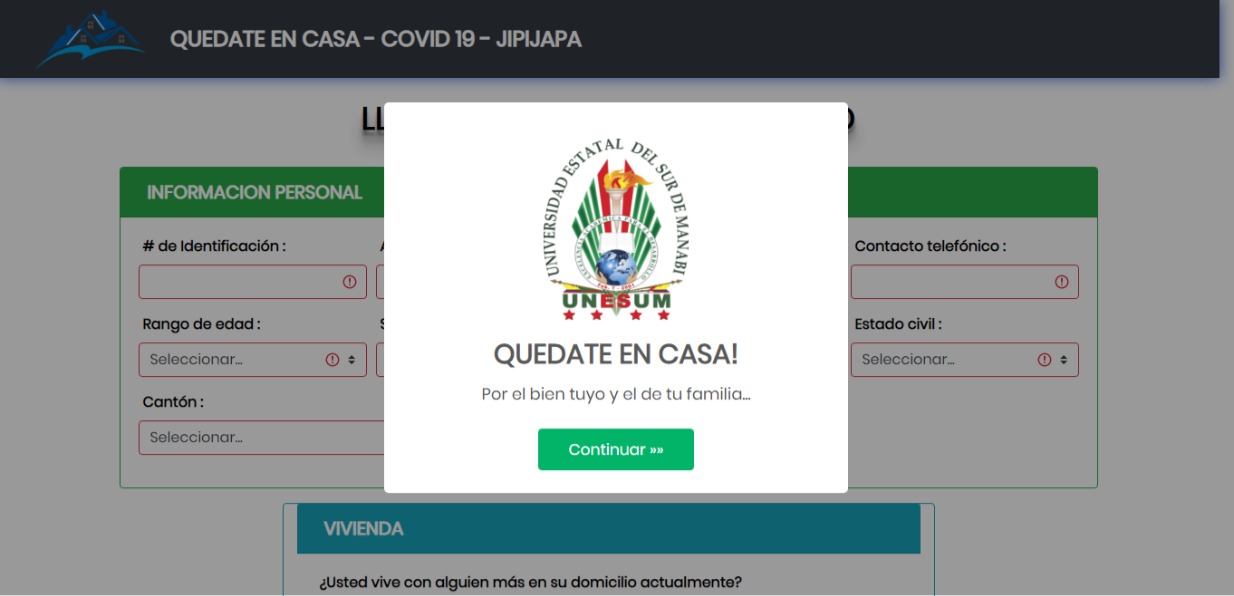 QUEDATE EN CASA - COVID 19 - JIPIJAPA
UNIVERSIDAD ESTATAL DEL SUR DE MANABI
UNESUM
INFORMACION PERSONAL
# de Identificación :
Contacto telefónico :
Rango de edad :
Estado civil :
Seleccionar...
Seleccionar...
QUEDATE EN CASA!
Por el bien tuyo y el de tu familia...
Cantón :
Seleccionar...
Continuar »»
VIVIENDA
¿Usted vive con alguien más en su domicilio actualmente?